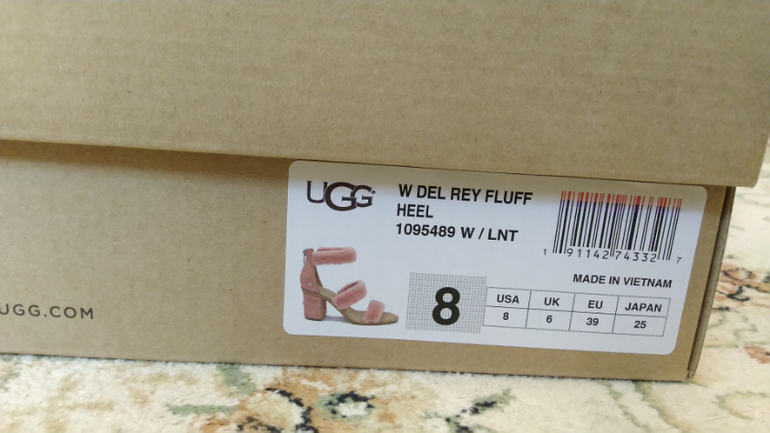 UGG
W DEL REY FLUFF
HEEL
1095489 W / LNT
1 91142 74332 7
MADE IN VIETNAM
8
USA UK EU JAPAN
8 6 39 25
UGG.COM